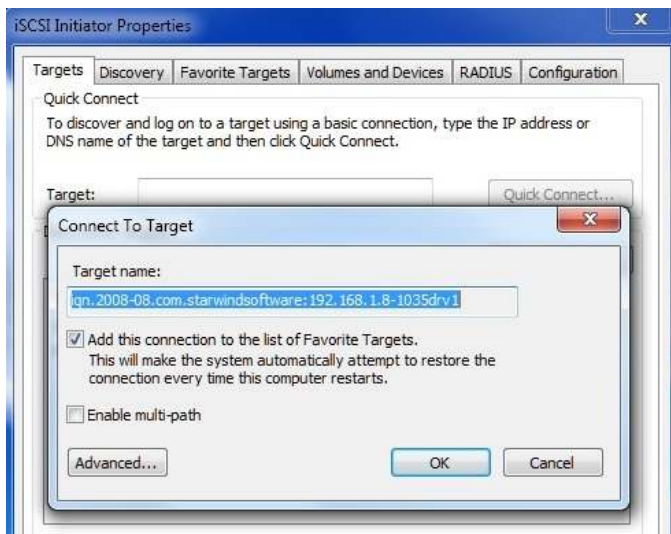 iSCSI Initiator Properties
Targets Discovery Favorite Targets Volumes and Devices RADIUS Configuration
Quick Connect
To discover and log on to a target using a basic connection, type the IP address or
DNS name of the target and then click Quick Connect.
Target:
Quick Connect...
Connect To Target
Target name:
iqn.2008-08.com.starwindsoftware:192.168.1.8-1035drv1
Add this connection to the list of Favorite Targets.
This will make the system automatically attempt to restore the
connection every time this computer restarts.
Enable multi-path
Advanced... OK Cancel